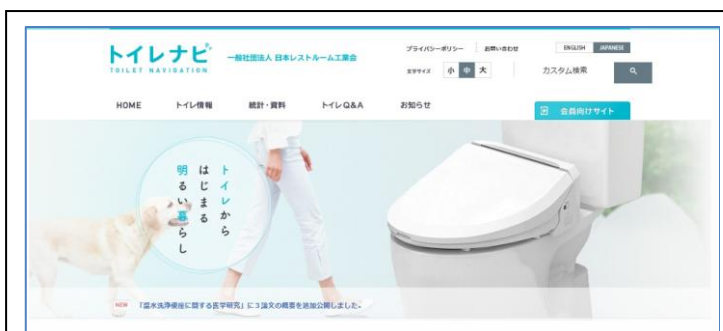 トイレナビ
TOILET NAVIGATION
一般社団法人 日本レストルーム工業会
プライバシーポリシー
お問い合わせ
ENGLISH
JAPANESE
文字サイズ
小
中
大
カスタム検索
HOME
トイレ情報
統計・資料
トイレQ&A
お知らせ
会員向けサイト
トイレから
はじまる
明るい暮らし
NEW
「温水洗浄便座に関する医学研究」に3論文の概要を追加公開しました。